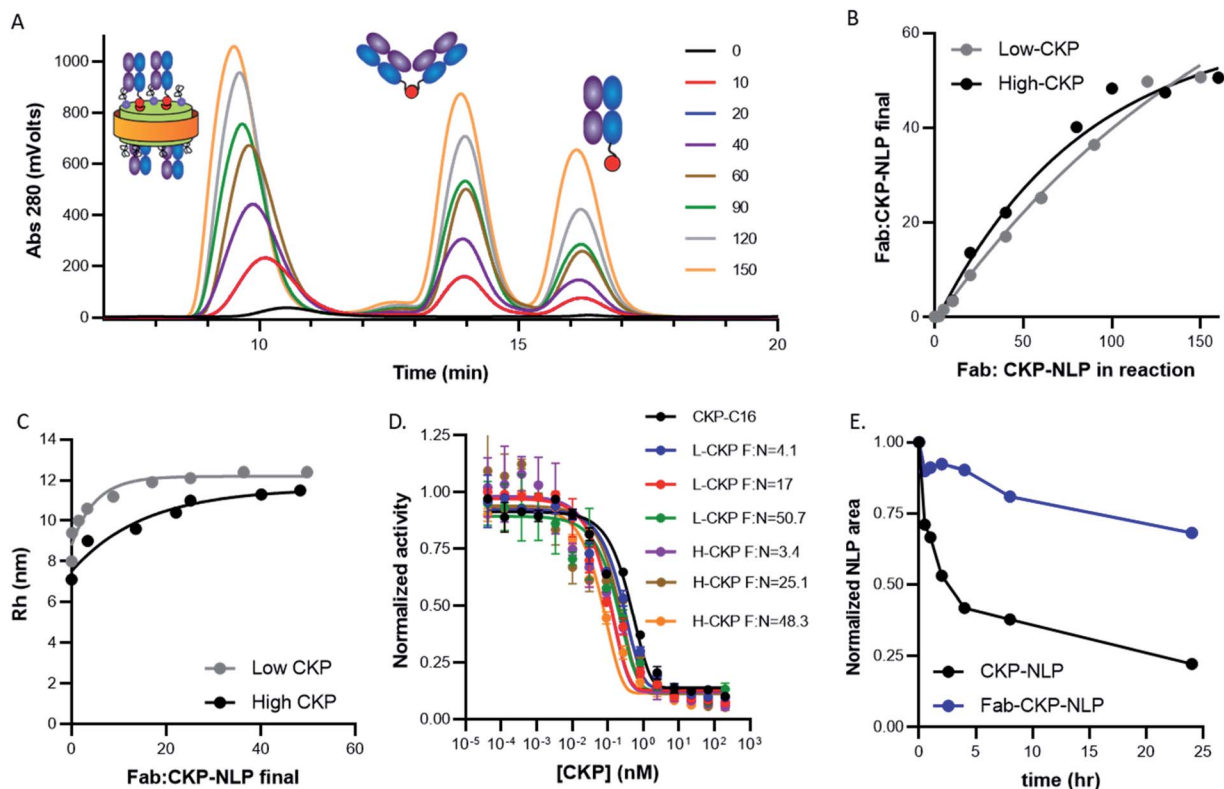 A
Abs 280 (mVolts)
1000
800
600
400
200
0
10
15
20
Time (min)
0
10
20
40
60
90
120
150
B
Fab:CKP-NLP final
60
40
20
0
0
50
100
150
Fab: CKP-NLP in reaction
Low-CKP
High-CKP
C
Rh (nm)
14
12
10
8
6
4
2
0
0
20
40
60
Fab:CKP-NLP final
Low CKP
High CKP
D.
Normalized activity
1.25
1.00
0.75
0.50
0.25
0.00
10-5 10-4 10-3 10-2 10-1 100 101 102 103
[CKP] (nM)
CKP-C16
L-CKP F:N=4.1
L-CKP F:N=17
L-CKP F:N=50.7
H-CKP F:N=3.4
H-CKP F:N=25.1
H-CKP F:N=48.3
E.
Normalized NLP area
1.00
0.75
0.50
0.25
0.00
0
5
10
15
20
25
time (hr)
CKP-NLP
Fab-CKP-NLP